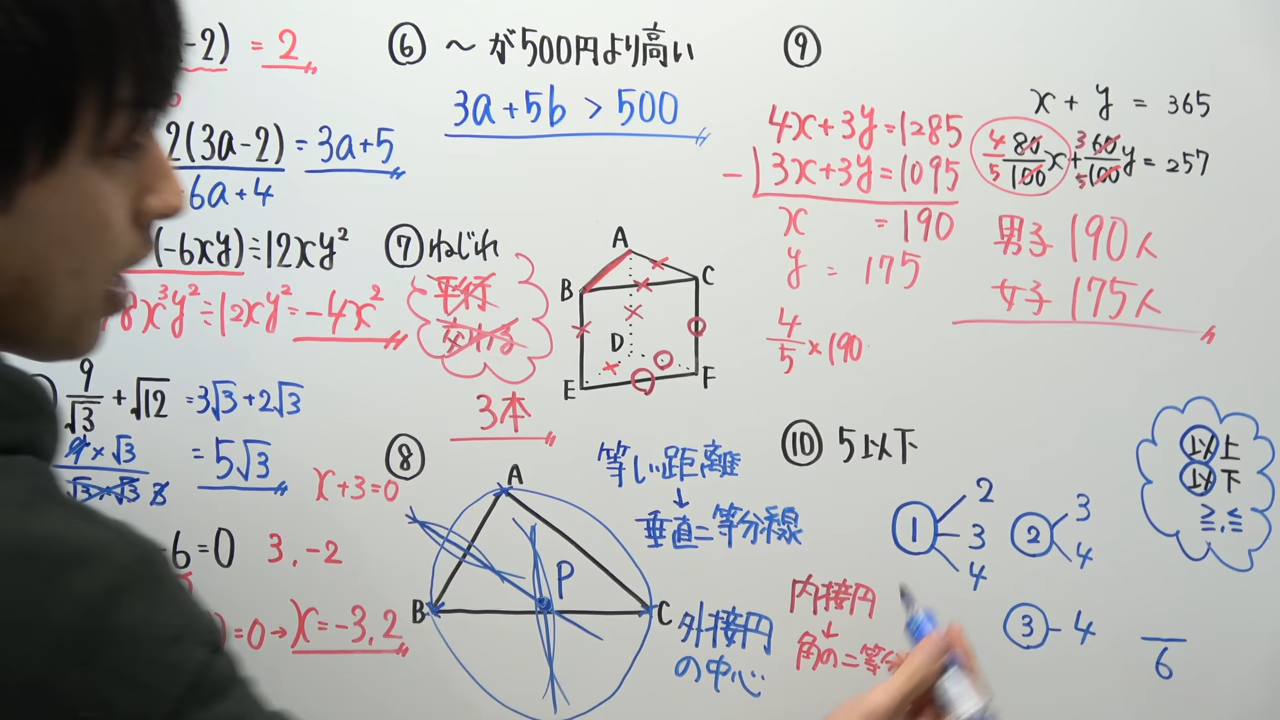 -2) = 2
2(3a-2) = 3a+5
6a+4
(-6xy)÷12xy²
8x³y²÷12xy²=-4x²
9/√3 + √12 = 3√3+2√3
9×√3/√3×√3 3
= 5√3
x+3=0
-6=0 3, -2
)=0→x=-3,2
⑥ ～が500円より高い
3a+5b > 500
⑦ ねじれ
平行
交わる
3本
A
B
C
D
E
F
⑧
A
B
C
P
等しい距離
↓
垂直二等分線
外接円
の中心
内接円
↓
角の二等分
⑨
x + y = 365
4/5 80/100 x + 3/5 60/100 y = 257
4x+3y=1285
-)3x+3y=1095
x = 190
y = 175
4/5×190
男子 190人
女子 175人
⑩ 5以下
① 2
3
4
② 3
4
③-4
6
以上
以下
≧,≦